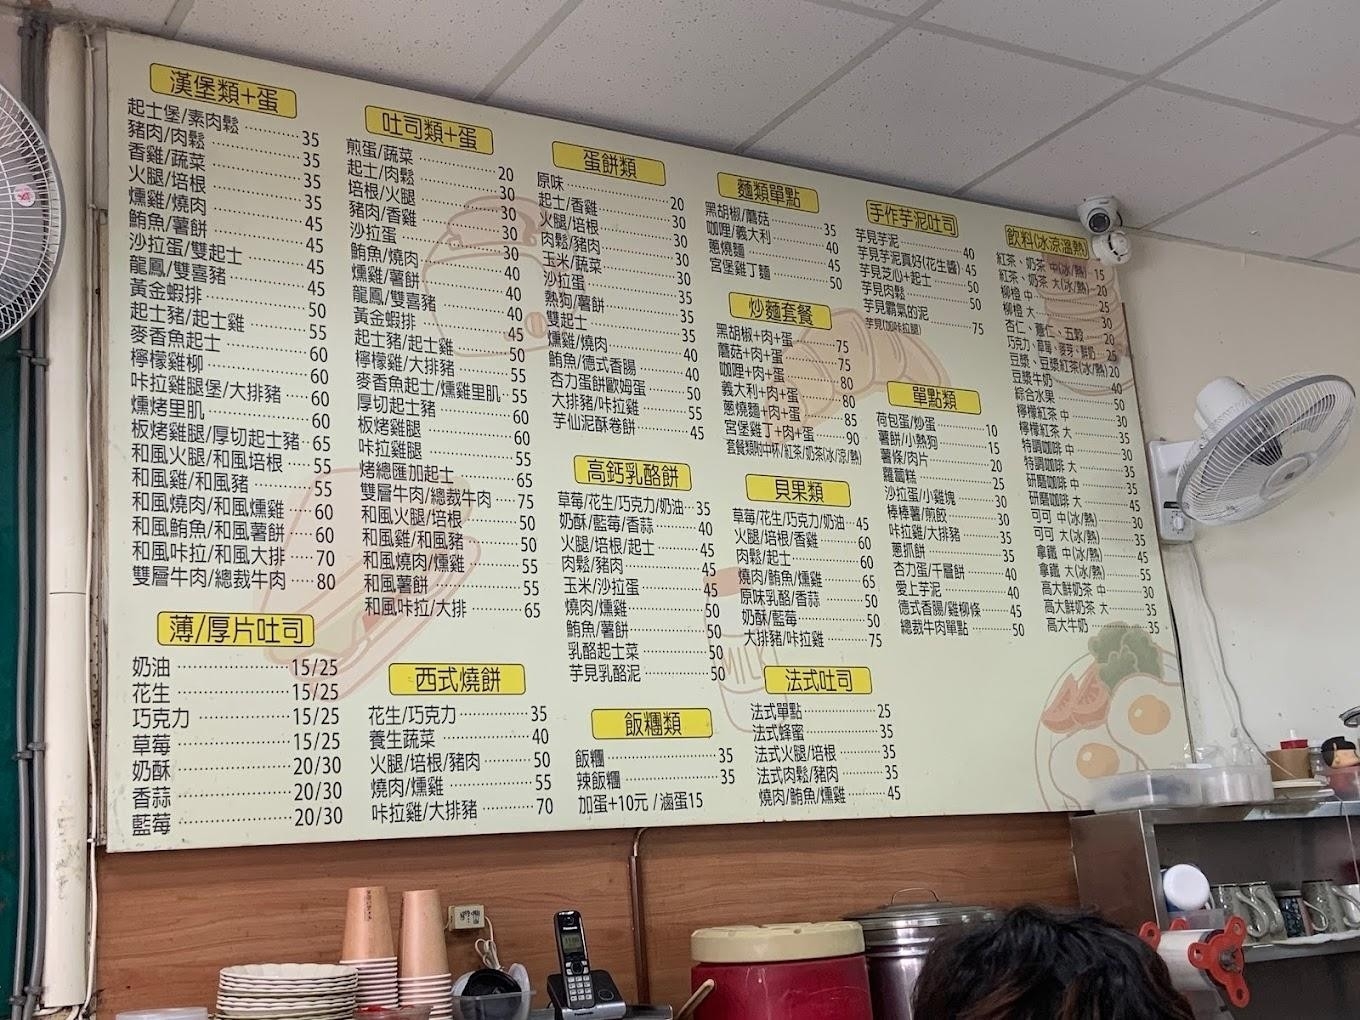 漢堡類+蛋
起士堡/素肉鬆 35
豬肉/肉鬆 35
香雞/蔬菜 35
火腿/培根 35
燻雞/燒肉 45
鮪魚/薯餅 45
沙拉蛋/雙起士 45
龍鳳/雙喜豬 45
黃金蝦排 50
起士豬/起士雞 55
麥香魚起士 60
檸檬雞柳 60
咔拉雞腿堡/大排豬 60
燻烤里肌 60
板烤雞腿/厚切起士豬 65
和風火腿/和風培根 55
和風雞/和風豬 55
和風燒肉/和風燻雞 60
和風鮪魚/和風薯餅 60
和風咔拉/和風大排 70
雙層牛肉/總裁牛肉 80
薄/厚片吐司
奶油 15/25
花生 15/25
巧克力 15/25
草莓 15/25
奶酥 20/30
香蒜 20/30
藍莓 20/30
吐司類+蛋
煎蛋/蔬菜 20
起士/肉鬆 30
培根/火腿 30
豬肉/香雞 30
沙拉蛋 30
鮪魚/燒肉 40
燻雞/薯餅 40
龍鳳/雙喜豬 40
黃金蝦排 45
起士豬/起士雞 50
檸檬雞/大排豬 55
麥香魚起士/燻雞里肌 55
厚切起士豬 60
板烤雞腿 60
咔拉雞腿 55
烤總匯加起士 65
雙層牛肉/總裁牛肉 75
和風火腿/培根 50
和風雞/和風豬 50
和風燒肉/燻雞 55
和風薯餅 55
和風咔拉/大排 65
西式燒餅
花生/巧克力 35
養生蔬菜 40
火腿/培根/豬肉 50
燒肉/燻雞 55
咔拉雞/大排豬 70
蛋餅類
原味 20
起士/香雞 30
火腿/培根 30
肉鬆/豬肉 30
玉米/蔬菜 30
沙拉蛋 35
熱狗/薯餅 35
雙起士 35
燻雞/燒肉 40
鮪魚/德式香腸 40
杏力蛋餅歐姆蛋 50
大排豬/咔拉雞 55
芋仙泥酥卷餅 45
高鈣乳酪餅
草莓/花生/巧克力/奶油 35
奶酥/藍莓/香蒜 40
火腿/培根/起士 45
肉鬆/豬肉 45
玉米/沙拉蛋 45
燒肉/燻雞 50
鮪魚/薯餅 50
乳酪起士菜 50
芋見乳酪泥 50
飯糰類
飯糰 35
辣飯糰 35
加蛋+10元/滷蛋15
麵類單點
黑胡椒/蘑菇 35
咖哩/義大利 40
蔥燒麵 45
宮保雞丁麵 50
炒麵套餐
黑胡椒+肉+蛋 75
蘑菇+肉+蛋 75
咖哩+肉+蛋 80
義大利+肉+蛋 80
蔥燒麵+肉+蛋 85
宮保雞丁+肉+蛋 90
套餐類附中杯/紅茶/奶茶(冰/涼/熱)
貝果類
草莓/花生/巧克力/奶油 45
火腿/培根/香雞 60
肉鬆/起士 60
燒肉/鮪魚/燻雞 65
原味乳酪/香蒜 50
奶酥/藍莓 50
大排豬/咔拉雞 75
MILK
法式吐司
法式單點 25
法式蜂蜜 35
法式火腿/培根 35
法式肉鬆/豬肉 35
燒肉/鮪魚/燻雞 45
手作芋泥吐司
芋見芋泥 40
芋見芋泥真好(花生醬) 45
芋見芝心+起士 50
芋見肉鬆 50
芋見霸氣的泥
芋見(加咔拉腿) 75
單點類
荷包蛋/炒蛋 10
薯餅/小熱狗 15
薯條/肉片 20
蘿蔔糕 25
沙拉蛋/小雞塊 30
棒棒薯/煎餃 30
咔拉雞/大排豬 35
蔥抓餅 35
杏力蛋/千層餅 40
愛上芋泥 40
德式香腸/雞柳條 45
總裁牛肉單點 50
飲料(冰涼溫熱)
紅茶、奶茶 中(冰/熱) 15
紅茶、奶茶 大(冰/熱) 20
柳橙 中 25
柳橙 大 30
杏仁、薏仁、五穀 20
巧克力、草莓、麥芽、鮮奶 25
豆漿、豆漿紅茶(冰/熱) 20
豆漿牛奶 40
綜合水果 50
檸檬紅茶 中 30
檸檬紅茶 大 35
特調咖啡 中 30
特調咖啡 大 35
研磨咖啡 中 35
研磨咖啡 大 45
可可 中(冰/熱) 30
可可 大(冰/熱) 35
拿鐵 中(冰/熱) 45
拿鐵 大(冰/熱) 55
高大鮮奶茶 中 30
高大鮮奶茶 大 35
高大牛奶 35
Panasonic